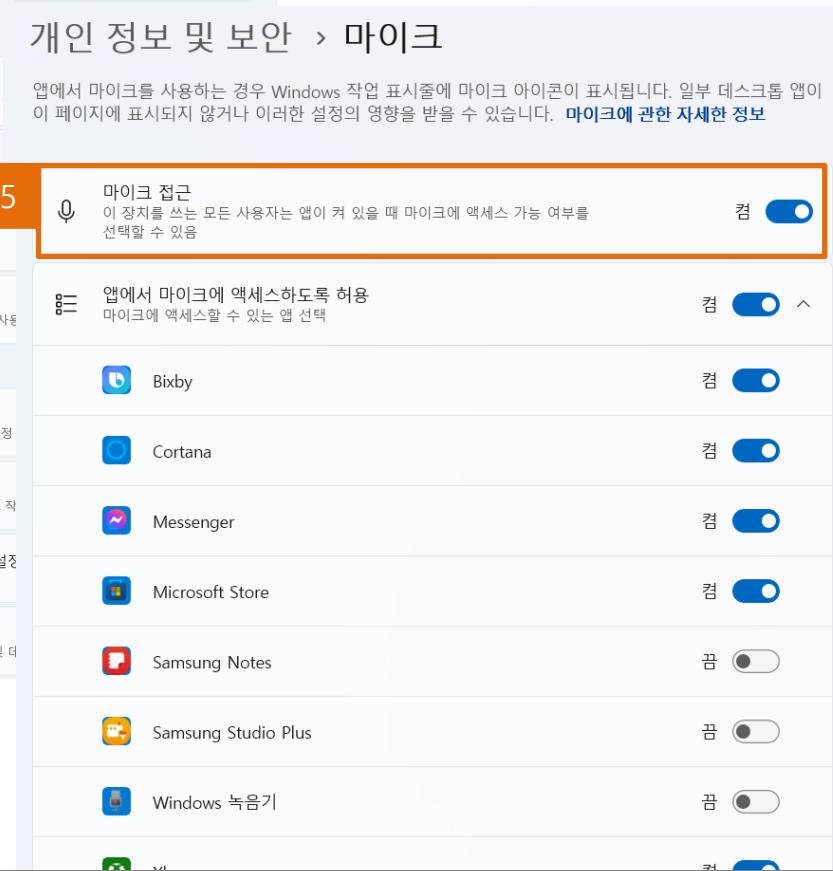 개인 정보 및 보안 > 마이크
앱에서 마이크를 사용하는 경우 Windows 작업 표시줄에 마이크 아이콘이 표시됩니다. 일부 데스크톱 앱이
이 페이지에 표시되지 않거나 이러한 설정의 영향을 받을 수 있습니다. 마이크에 관한 자세한 정보
5
마이크 접근
이 장치를 쓰는 모든 사용자는 앱이 켜 있을 때 마이크에 액세스 가능 여부를
선택할 수 있음
켬
앱에서 마이크에 액세스하도록 허용
마이크에 액세스할 수 있는 앱 선택
켬
Bixby 켬
Cortana 켬
Messenger 켬
Microsoft Store 켬
Samsung Notes 끔
Samsung Studio Plus 끔
Windows 녹음기 끔
정
작